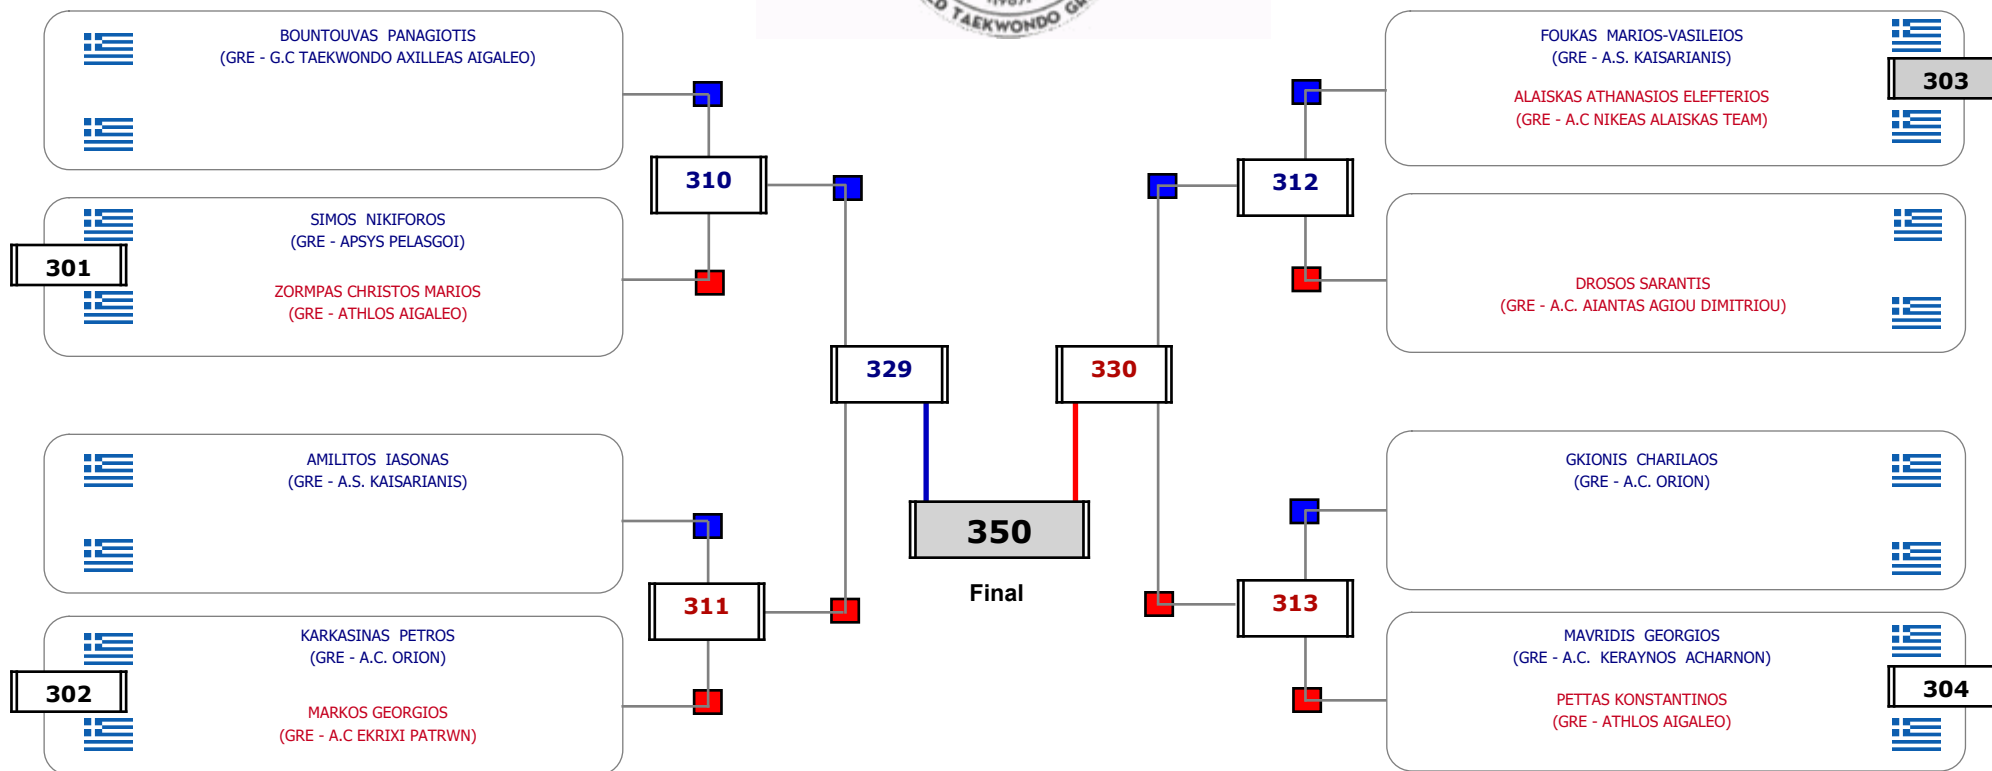 TAEKWONDO
BOUNTOUVAS PANAGIOTIS
(GRE - G.C TAEKWONDO AXILLEAS AIGALEO)
310
SIMOS NIKIFOROS
(GRE - APSYS PELASGOI)
301
ZORMPAS CHRISTOS MARIOS
(GRE - ATHLOS AIGALEO)
329
AMILITOS IASONAS
(GRE - A.S. KAISARIANIS)
311
KARKASINAS PETROS
(GRE - A.C. ORION)
302
MARKOS GEORGIOS
(GRE - A.C EKRIXI PATRWN)
350
Final
FOUKAS MARIOS-VASILEIOS
(GRE - A.S. KAISARIANIS)
303
ALAISKAS ATHANASIOS ELEFTERIOS
(GRE - A.C NIKEAS ALAISKAS TEAM)
312
DROSOS SARANTIS
(GRE - A.C. AIANTAS AGIOU DIMITRIOU)
330
GKIONIS CHARILAOS
(GRE - A.C. ORION)
313
MAVRIDIS GEORGIOS
(GRE - A.C. KERAYNOS ACHARNON)
304
PETTAS KONSTANTINOS
(GRE - ATHLOS AIGALEO)